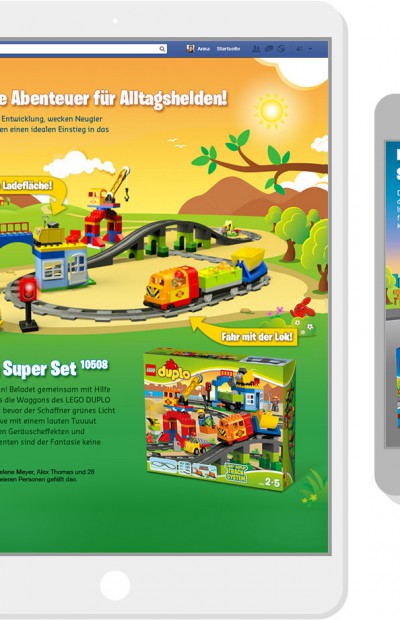 Anna Startseite
e Abenteuer für Alltagshelden!
Entwicklung, wecken Neugier
en einen idealen Einstieg in das
Ladefläche!
Fahr mit der Lok!
Super Set 10508
en! Beladet gemeinsam mit Hilfe
s die Waggons des LEGO DUPLO
bevor der Schaffner grünes Licht
ve mit einem lauten Tuuuut
en Geräuscheffekten und
enten sind der Fantasie keine
elene Meyer, Alex Thomas und 28
eren Personen gefällt das.
LEGO duplo
TRACK
SYSTEM
2-5